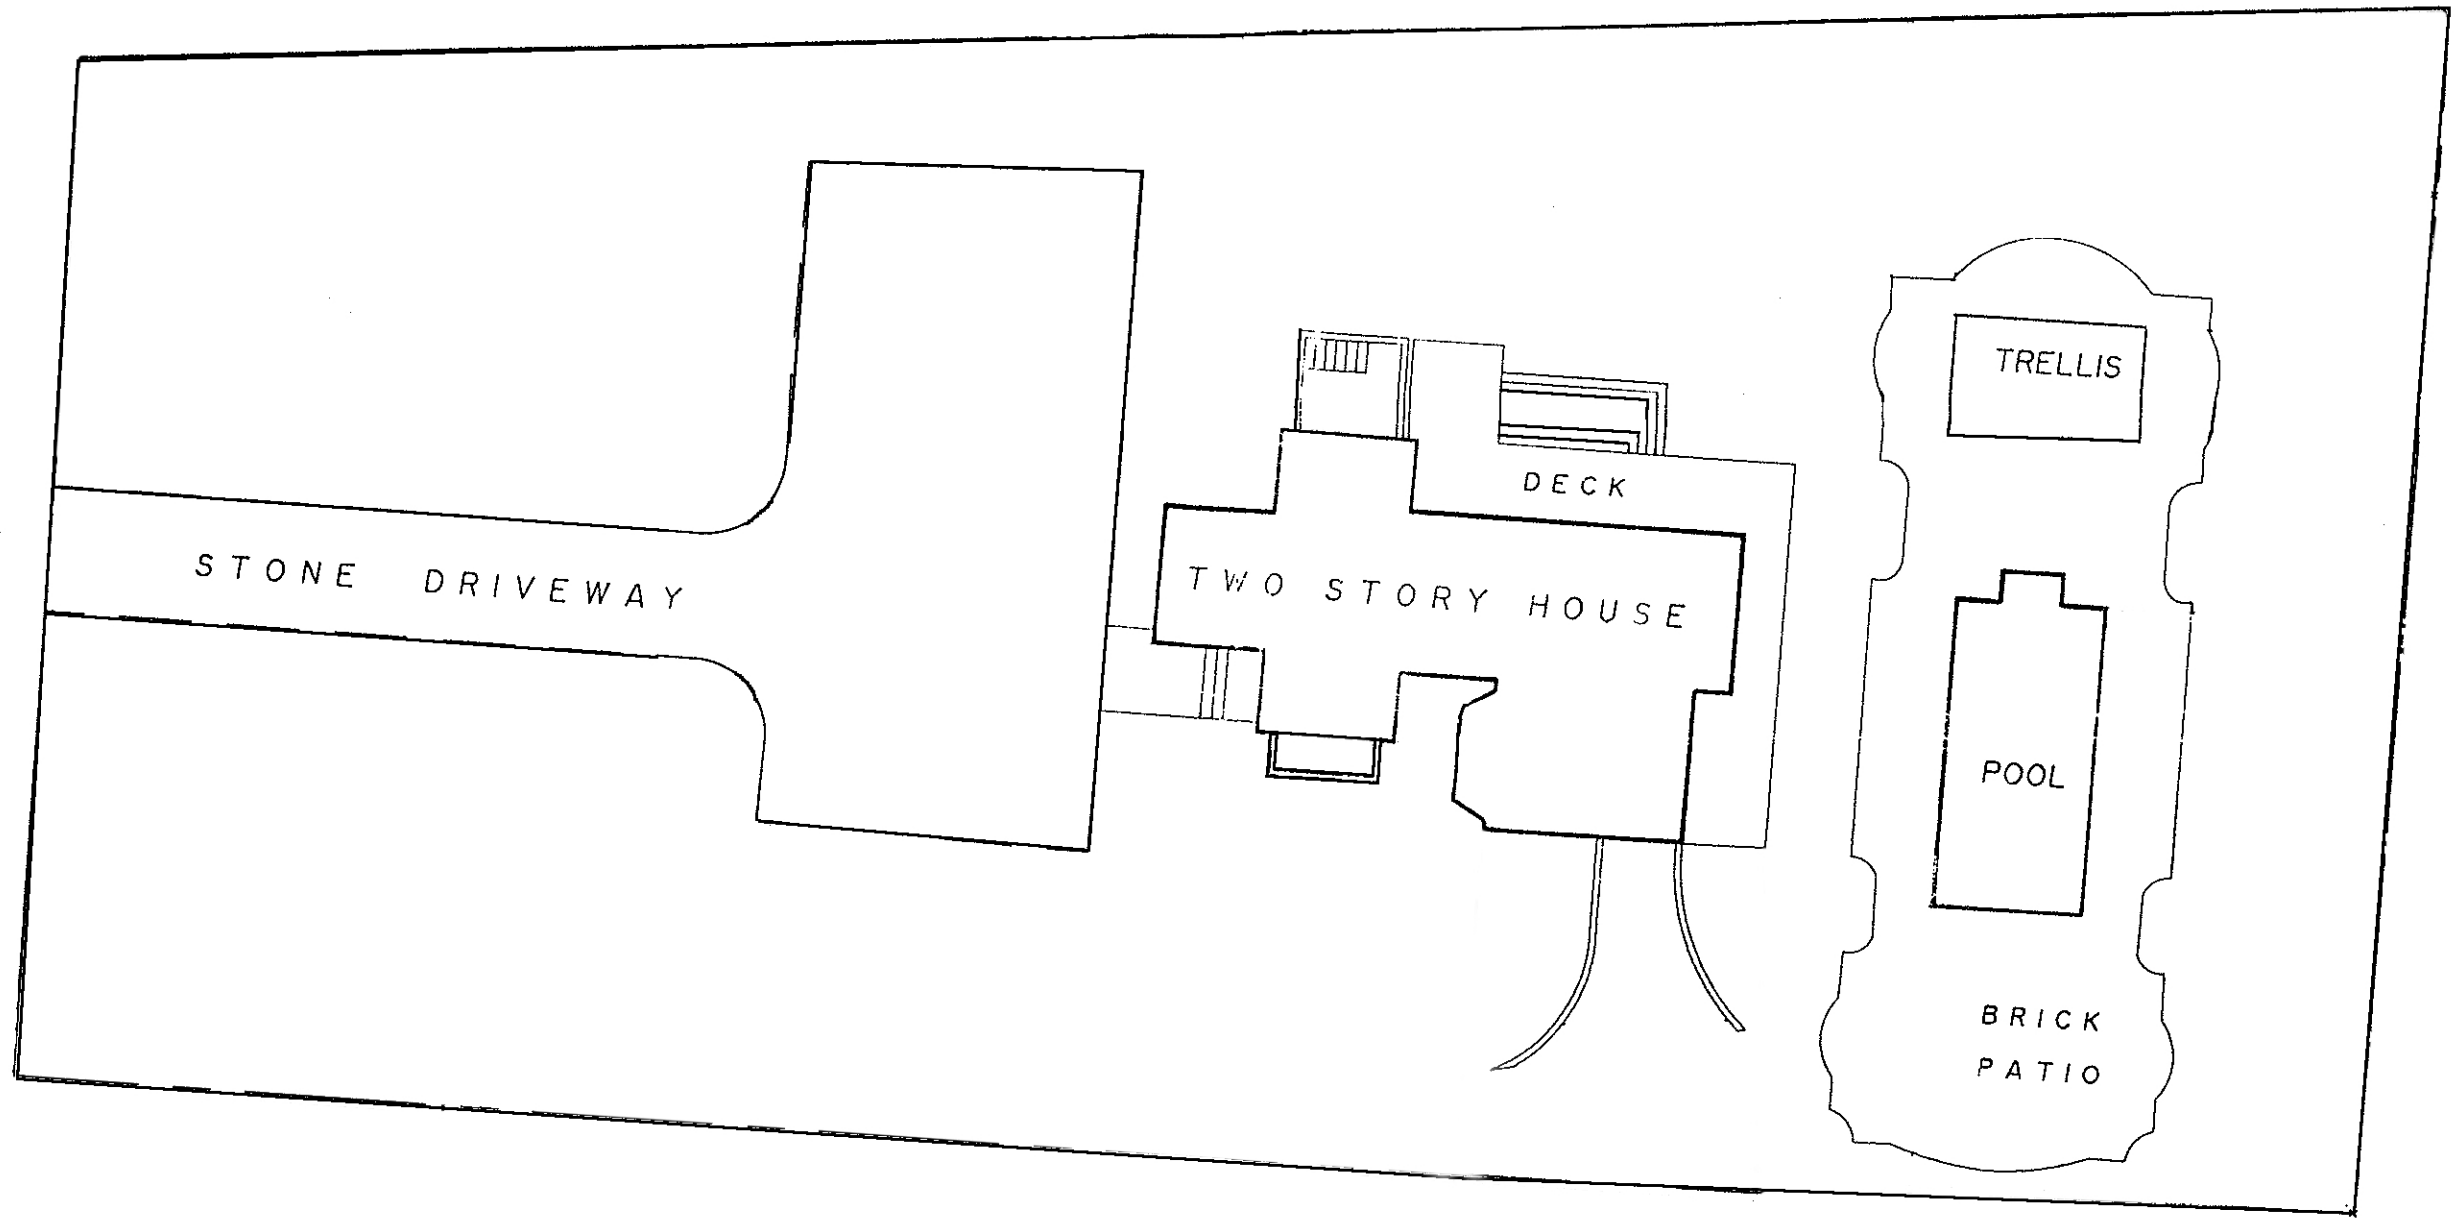 TRELLIS
DECK
STONE DRIVEWAY
TWO STORY HOUSE
POOL
BRICK
PATIO